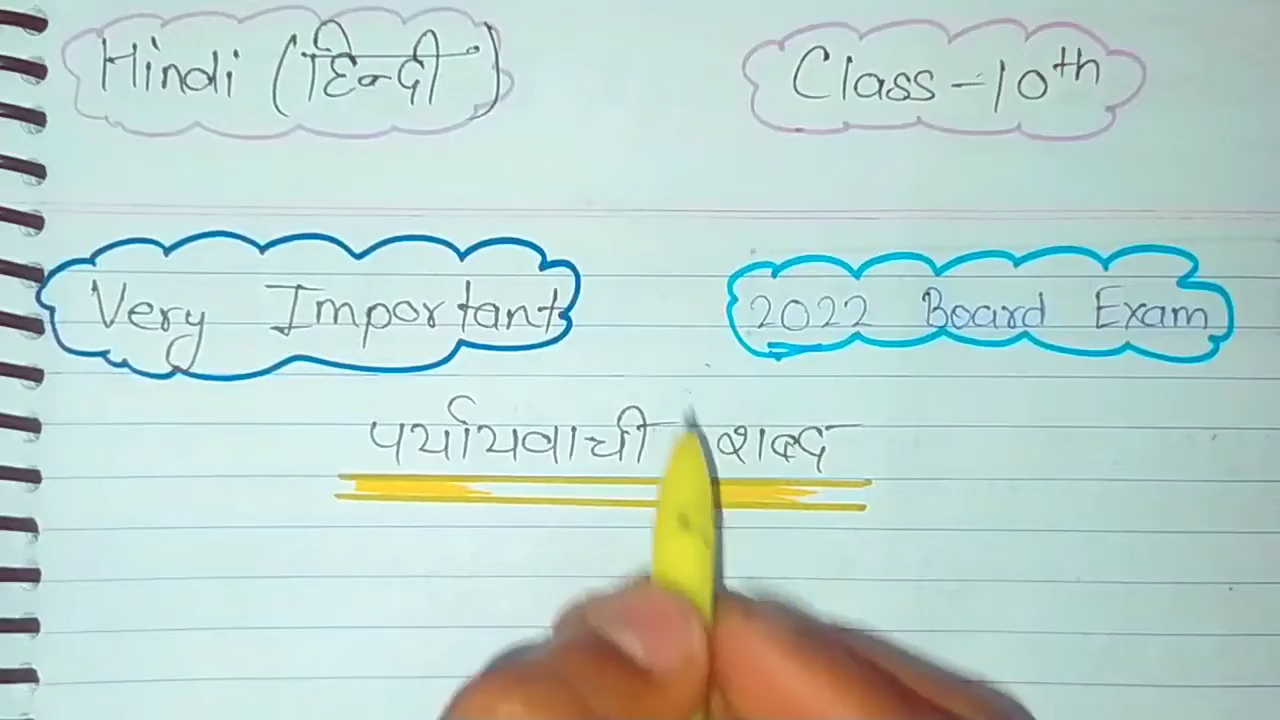 Hindi (हिन्दी)
Class - 10th
Very Important
2022 Board Exam
पर्यायवाची शब्द